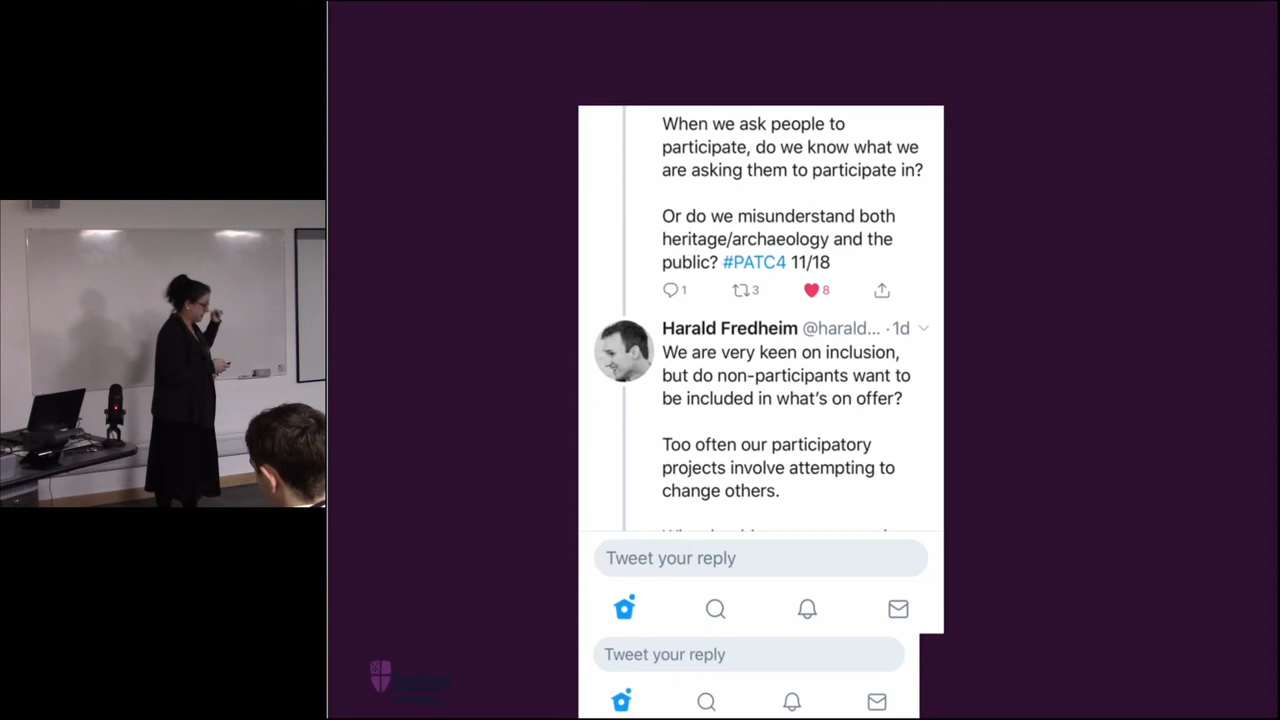 When we ask people to
participate, do we know what we
are asking them to participate in?
Or do we misunderstand both
heritage/archaeology and the
public? #PATC4 11/18
1 3 8
Harald Fredheim @harald... · 1d
We are very keen on inclusion,
but do non-participants want to
be included in what's on offer?
Too often our participatory
projects involve attempting to
change others.
Tweet your reply
Tweet your reply